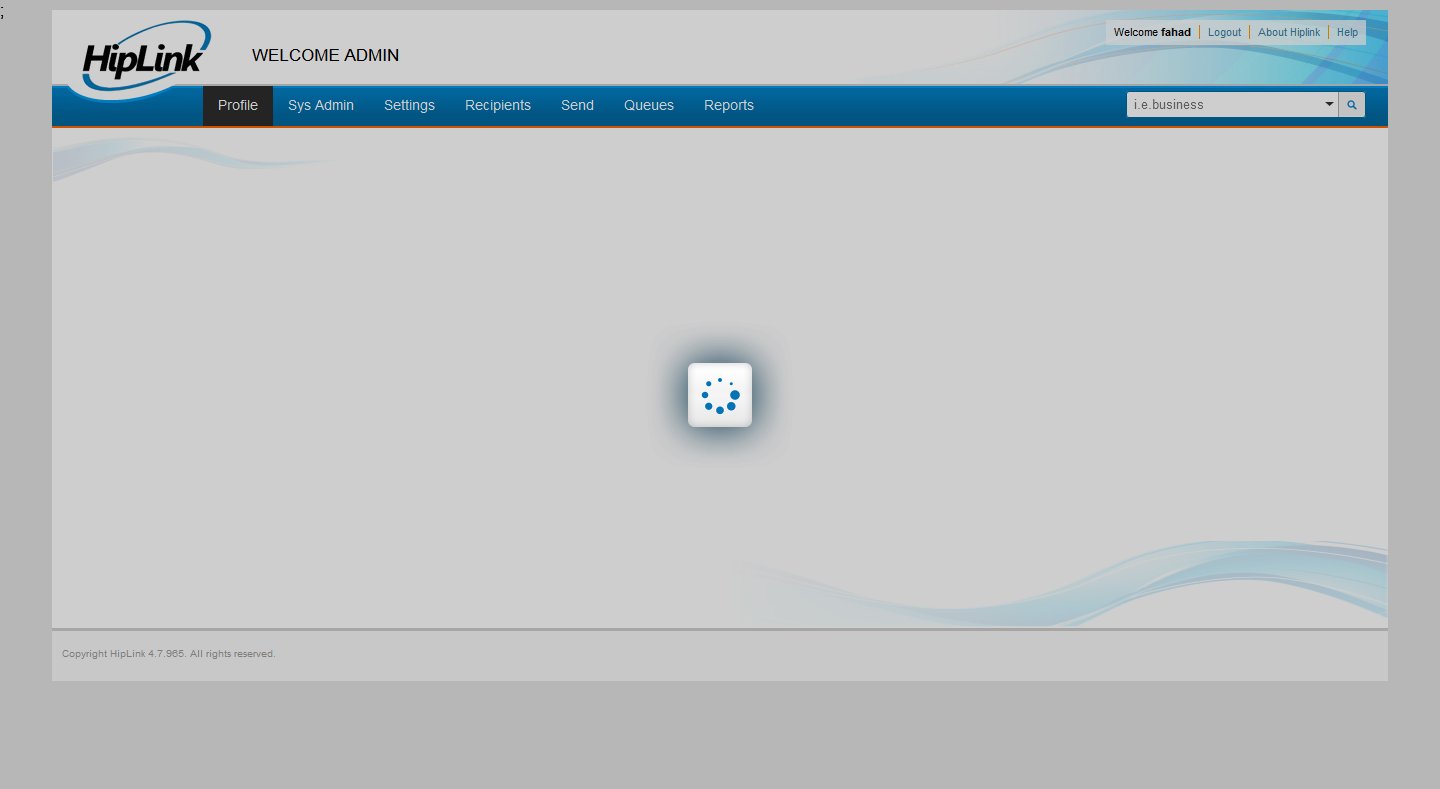 ;
HipLink
WELCOME ADMIN
Welcome fahad
Logout
About Hiplink
Help
Profile
Sys Admin
Settings
Recipients
Send
Queues
Reports
i.e.business
Copyright HipLink 4.7.965. All rights reserved.